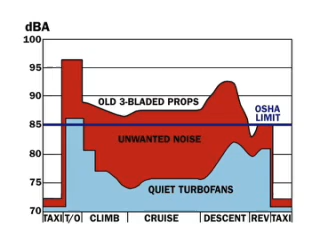 dBA
100
95
90
85
80
75
70
OLD 3-BLADED PROPS
OSHA
LIMIT
UNWANTED NOISE
QUIET TURBOFANS
TAXI T/O CLIMB CRUISE DESCENT REV TAXI